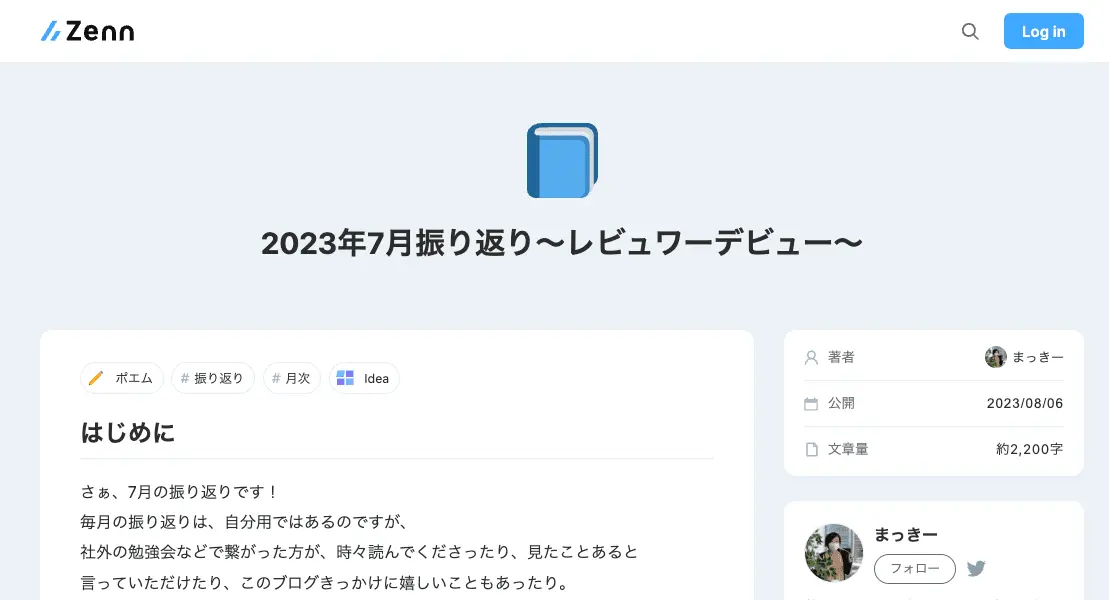 Zenn
Log in
2023年7月振り返り〜レビュワーデビュー〜
ポエム
# 振り返り
# 月次
Idea
はじめに
さぁ、7月の振り返りです！
毎月の振り返りは、自分用ではあるのですが、
社外の勉強会などで繋がった方が、時々読んでくださったり、見たことあると
言っていただけたり、このブログきっかけに嬉しいこともあったり。
著者
まっきー
公開
2023/08/06
文章量
約2,200字
まっきー
フォロー